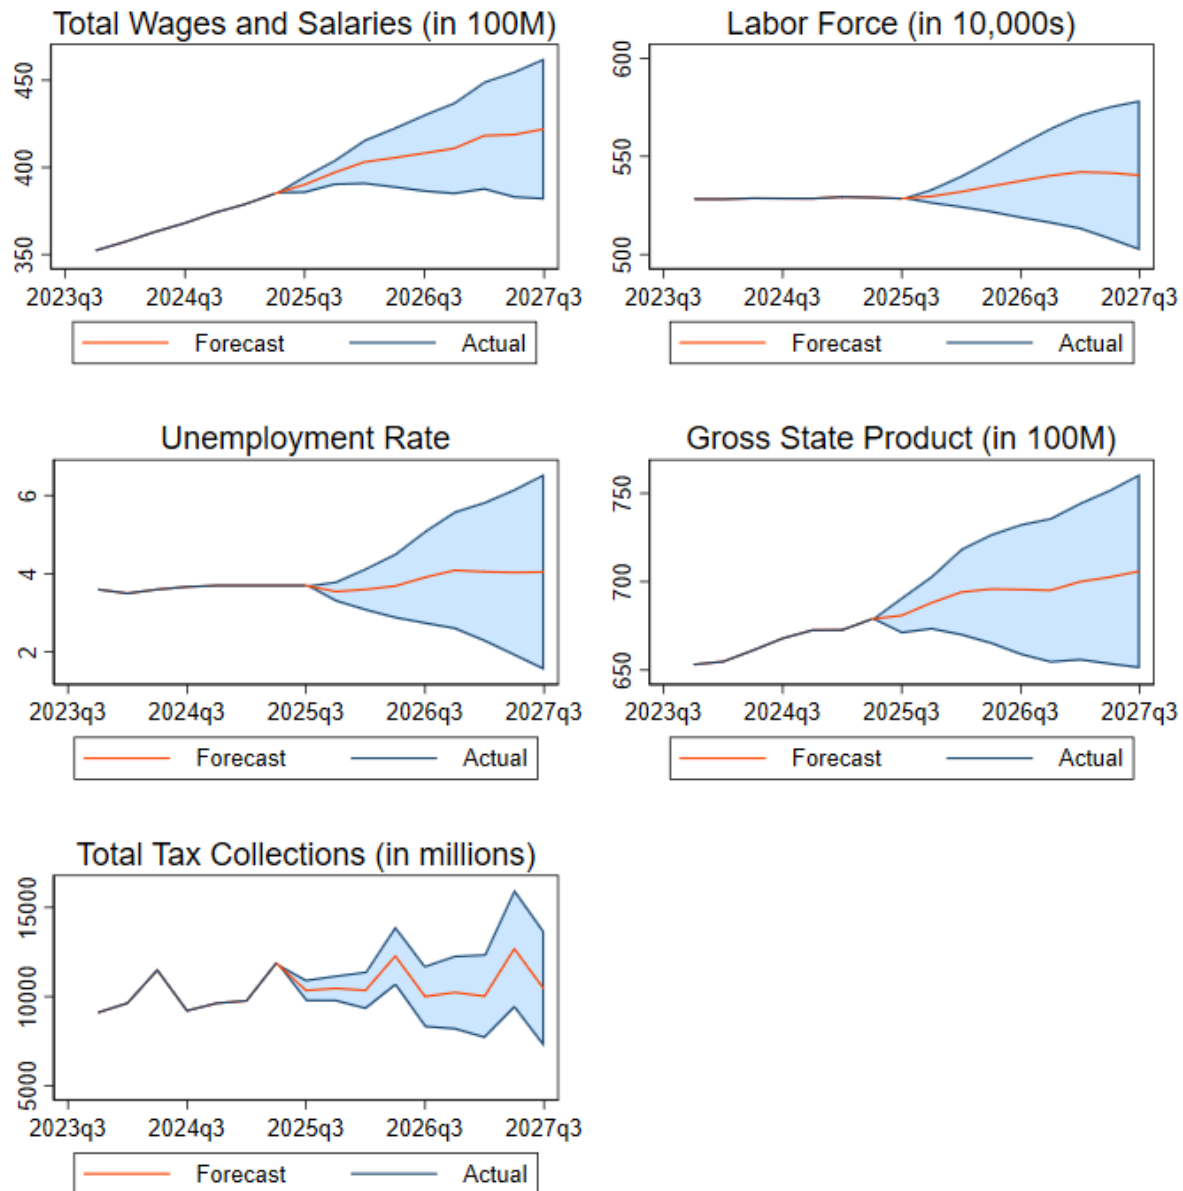 Total Wages and Salaries (in 100M)
450
400
350
2023q3 2024q3 2025q3 2026q3 2027q3
Forecast Actual
Labor Force (in 10,000s)
600
550
500
2023q3 2024q3 2025q3 2026q3 2027q3
Forecast Actual
Unemployment Rate
6
4
2
2023q3 2024q3 2025q3 2026q3 2027q3
Forecast Actual
Gross State Product (in 100M)
750
700
650
2023q3 2024q3 2025q3 2026q3 2027q3
Forecast Actual
Total Tax Collections (in millions)
15000
10000
5000
2023q3 2024q3 2025q3 2026q3 2027q3
Forecast Actual